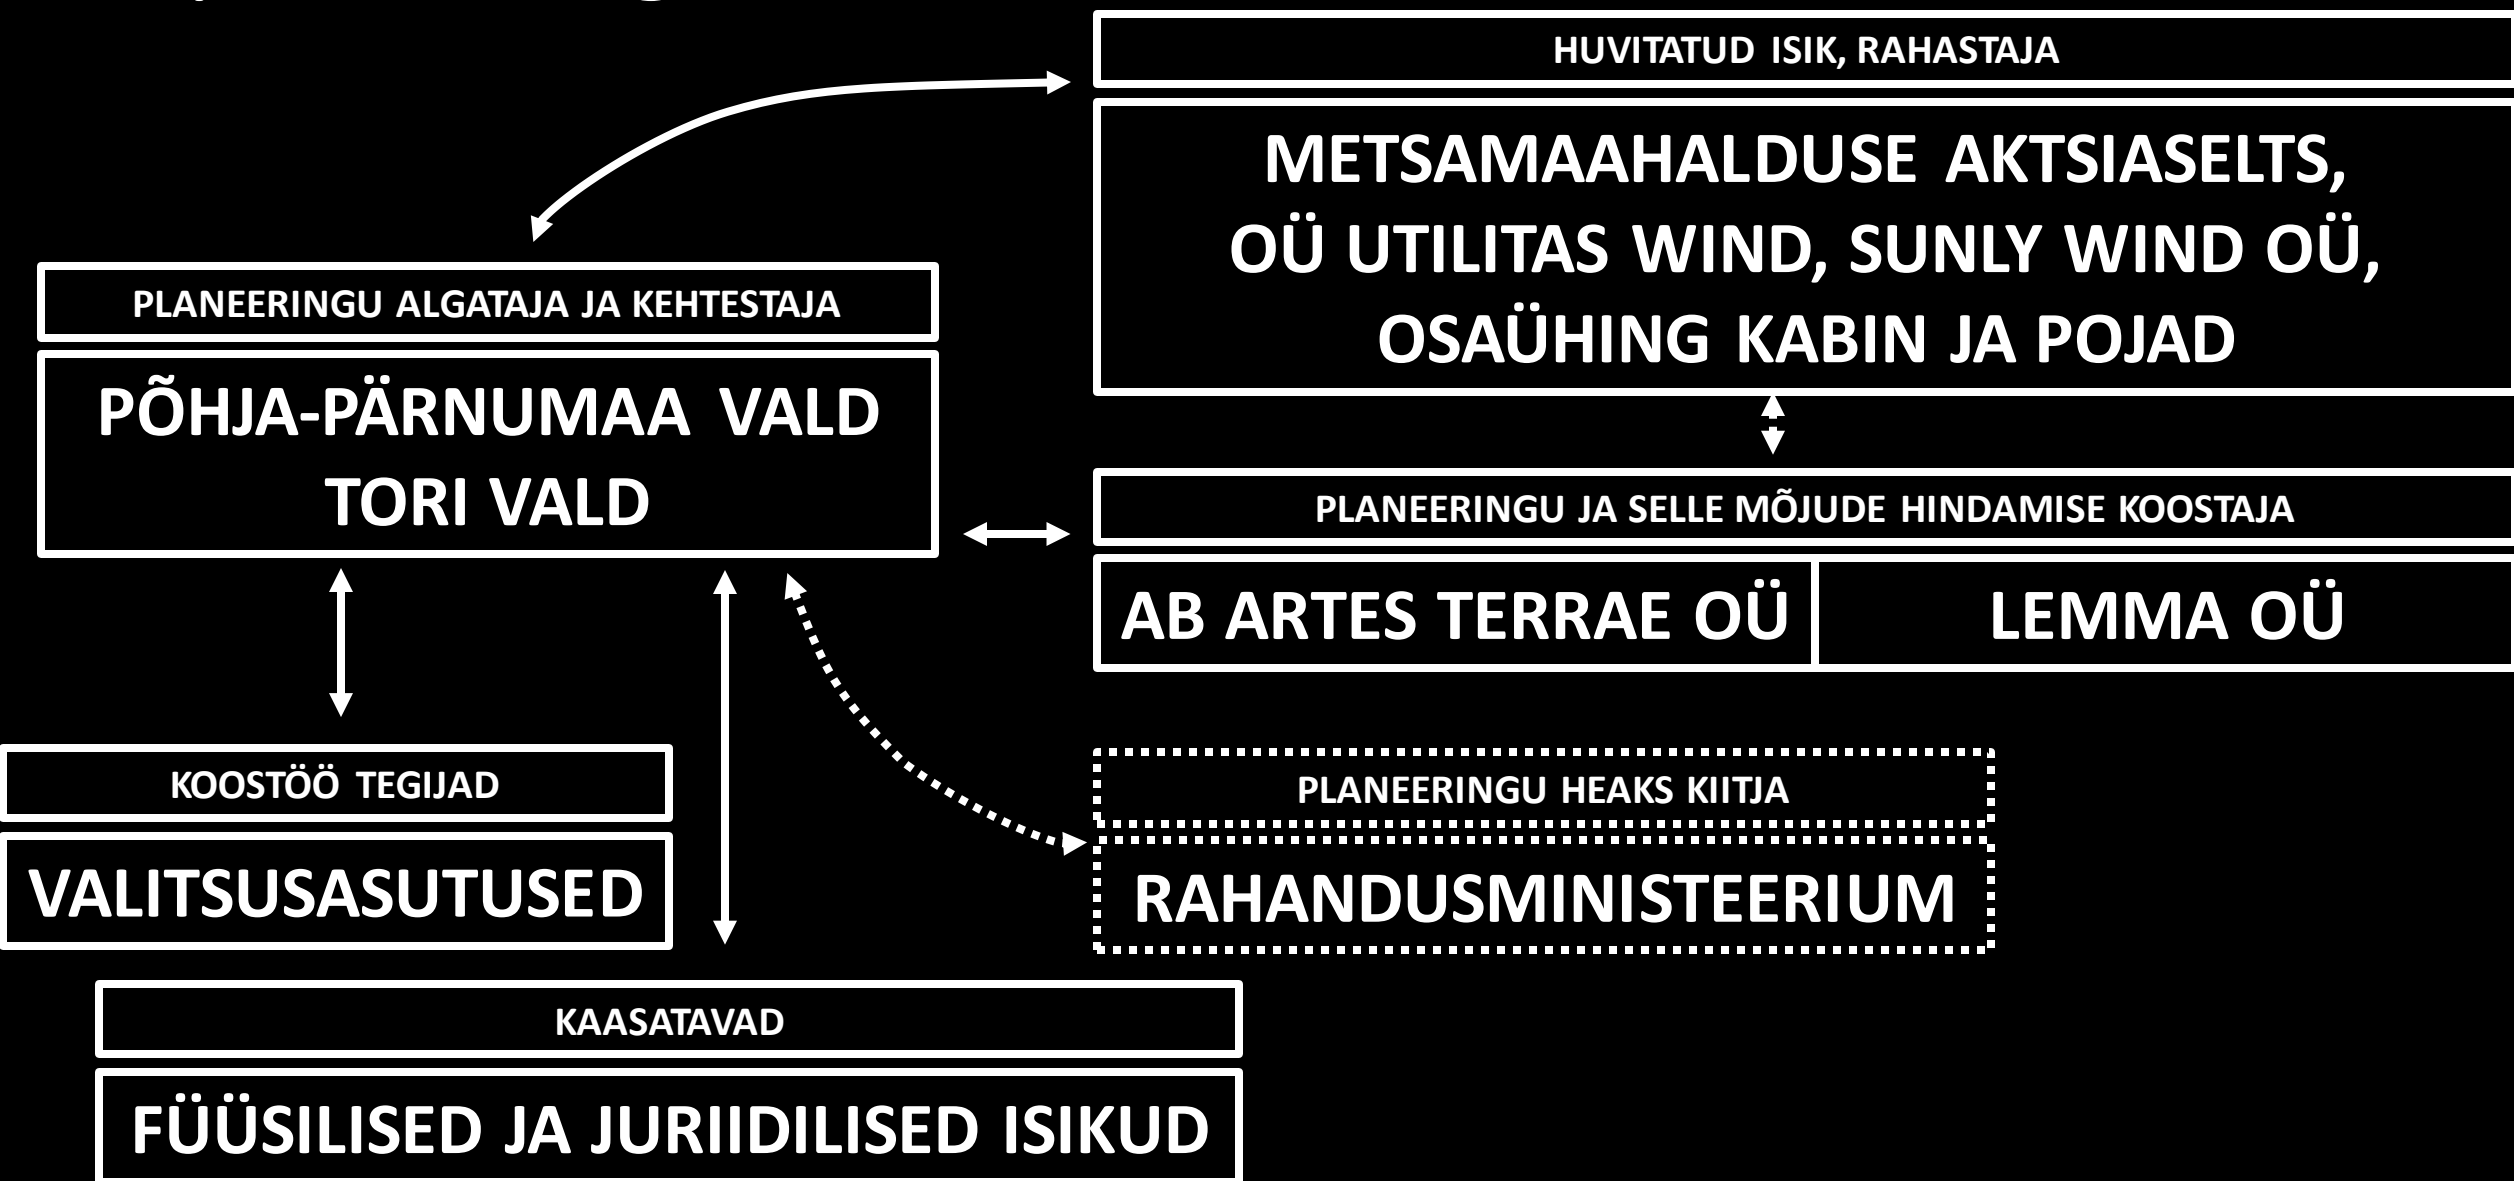 HUVITATUD ISIK, RAHASTAJA
METSAMAAHALDUSE AKTSIASELTS,
OÜ UTILITAS WIND, SUNLY WIND OÜ,
OSAÜHING KABIN JA POJAD
PLANEERINGU ALGATAJA JA KEHTESTAJA
PÕHJA-PÄRNUMAA VALD
TORI VALD
PLANEERINGU JA SELLE MÕJUDE HINDAMISE KOOSTAJA
AB ARTES TERRAE OÜ
LEMMA OÜ
KOOSTÖÖ TEGIJAD
VALITSUSASUTUSED
PLANEERINGU HEAKS KIITJA
RAHANDUSMINISTEERIUM
KAASATAVAD
FÜÜSILISED JA JURIIDILISED ISIKUD